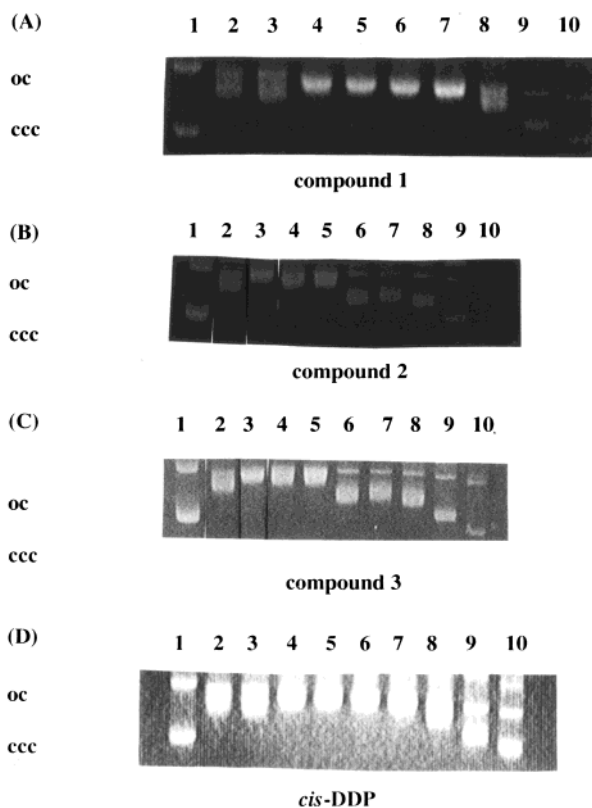 (A) 1 2 3 4 5 6 7 8 9 10
oc
ccc
compound 1
(B) 1 2 3 4 5 6 7 8 9 10
oc
ccc
compound 2
(C) 1 2 3 4 5 6 7 8 9 10
oc
ccc
compound 3
(D) 1 2 3 4 5 6 7 8 9 10
oc
ccc
cis-DDP